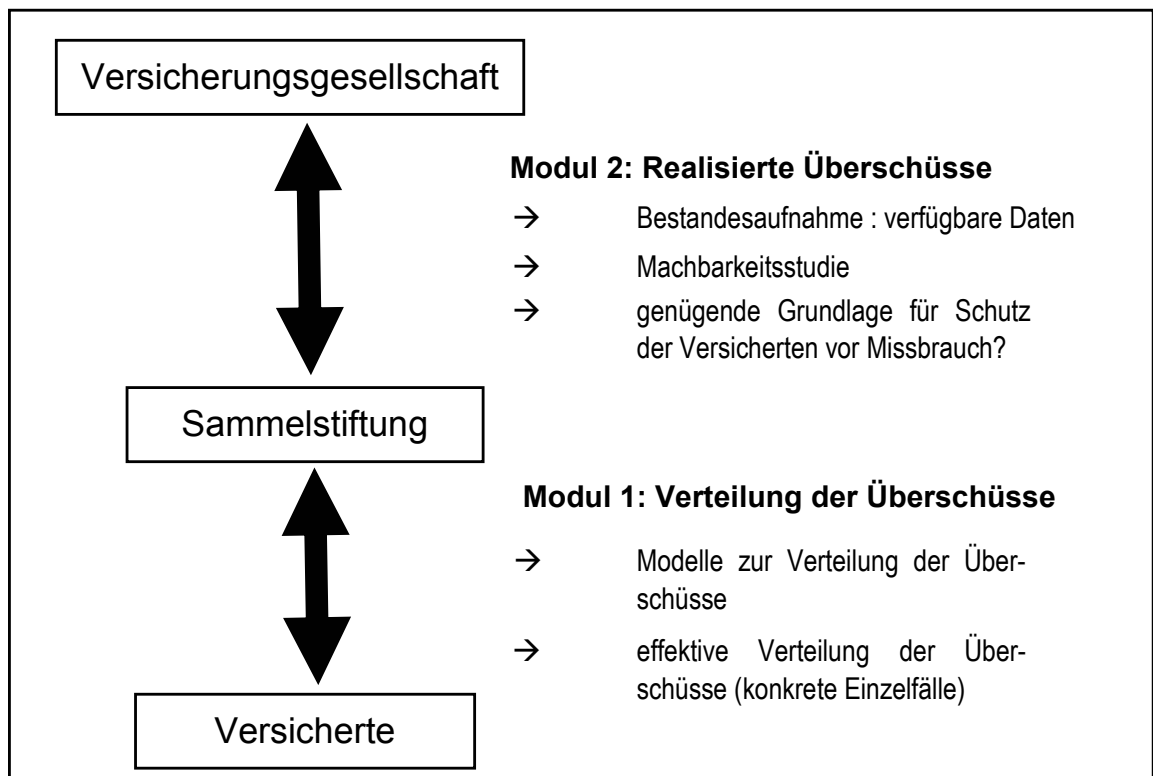 Versicherungsgesellschaft
Modul 2: Realisierte Überschüsse
→ Bestandesaufnahme : verfügbare Daten
→ Machbarkeitsstudie
→ genügende Grundlage für Schutz
der Versicherten vor Missbrauch?
Sammelstiftung
Modul 1: Verteilung der Überschüsse
→ Modelle zur Verteilung der Über-
schüsse
→ effektive Verteilung der Über-
schüsse (konkrete Einzelfälle)
Versicherte